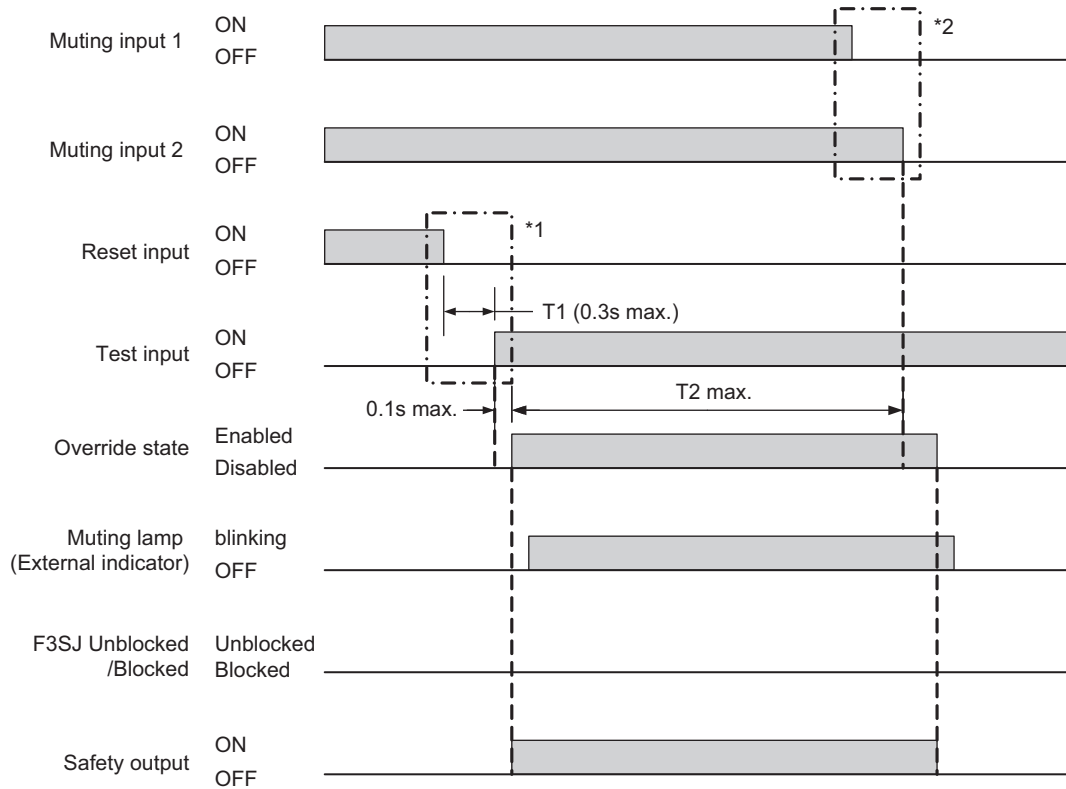 Muting input 1
ON
OFF
*2
Muting input 2
ON
OFF
Reset input
ON
OFF
*1
T1 (0.3s max.)
Test input
ON
OFF
0.1s max.
T2 max.
Override state
Enabled
Disabled
Muting lamp
(External indicator)
blinking
OFF
F3SJ Unblocked
/Blocked
Unblocked
Blocked
Safety output
ON
OFF